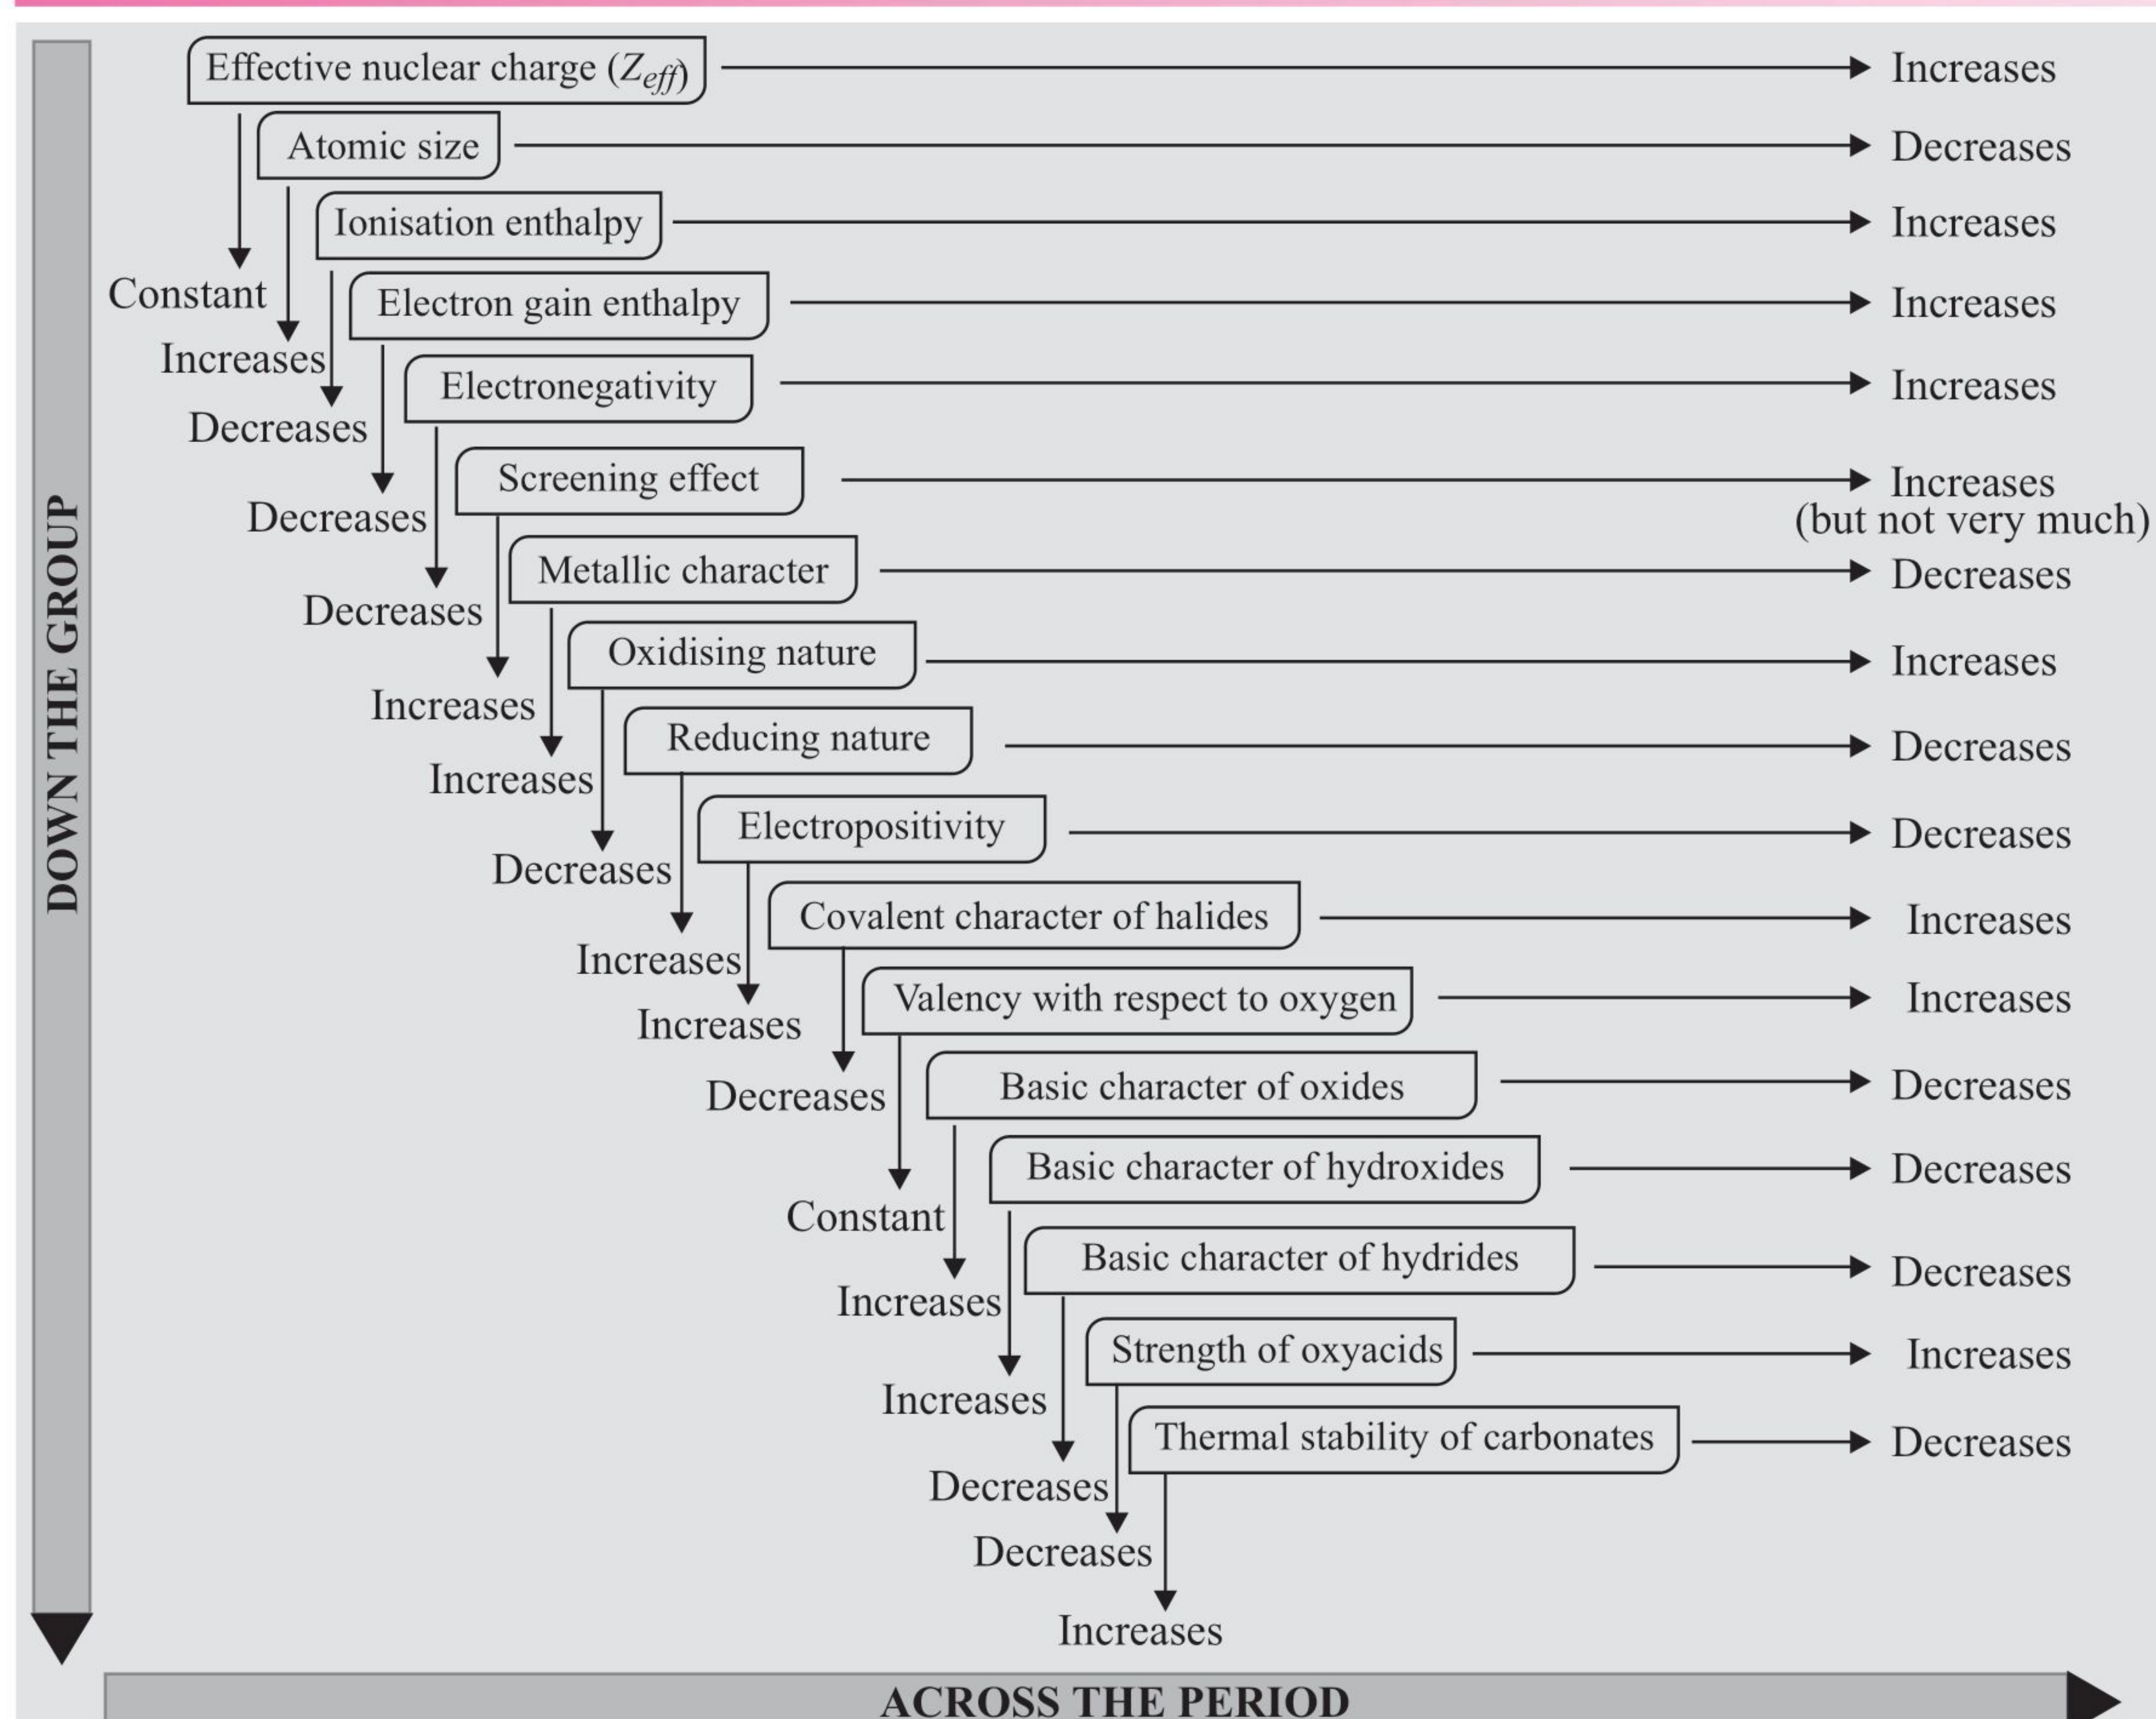 Effective nuclear charge (Zeff) Increases
Atomic size Decreases
Ionisation enthalpy Increases
Constant
Electron gain enthalpy Increases
Increases
Electronegativity Increases
Decreases
Screening effect Increases
(but not very much)
Decreases
Metallic character Decreases
Decreases
Oxidising nature Increases
Increases
Reducing nature Decreases
Increases
Electropositivity Decreases
Decreases
Covalent character of halides Increases
Increases
Valency with respect to oxygen Increases
Increases
Basic character of oxides Decreases
Decreases
Basic character of hydroxides Decreases
Constant
Basic character of hydrides Decreases
Increases
Strength of oxyacids Increases
Increases
Thermal stability of carbonates Decreases
Decreases
Decreases
Increases
DOWN THE GROUP
ACROSS THE PERIOD